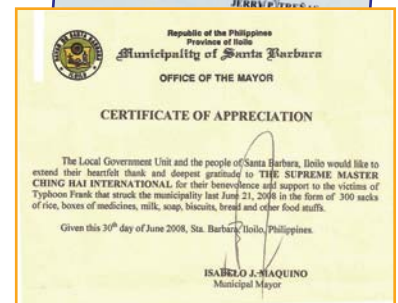 JERRY P. TREÑAS
Republic of the Philippines
Province of Iloilo
Municipality of Santa Barbara
OFFICE OF THE MAYOR
CERTIFICATE OF APPRECIATION
The Local Government Unit and the people of Santa Barbara, Iloilo would like to
extend their heartfelt thank and deepest gratitude to THE SUPREME MASTER
CHING HAI INTERNATIONAL for their benevolence and support to the victims of
Typhoon Frank that struck the municipality last June 21, 2008 in the form of 300 sacks
of rice, boxes of medicines, milk, soap, biscuits, bread and other food stuffs.
Given this 30th day of June 2008, Sta. Barbara, Iloilo, Philippines.
ISABELO J. MAQUINO
Municipal Mayor